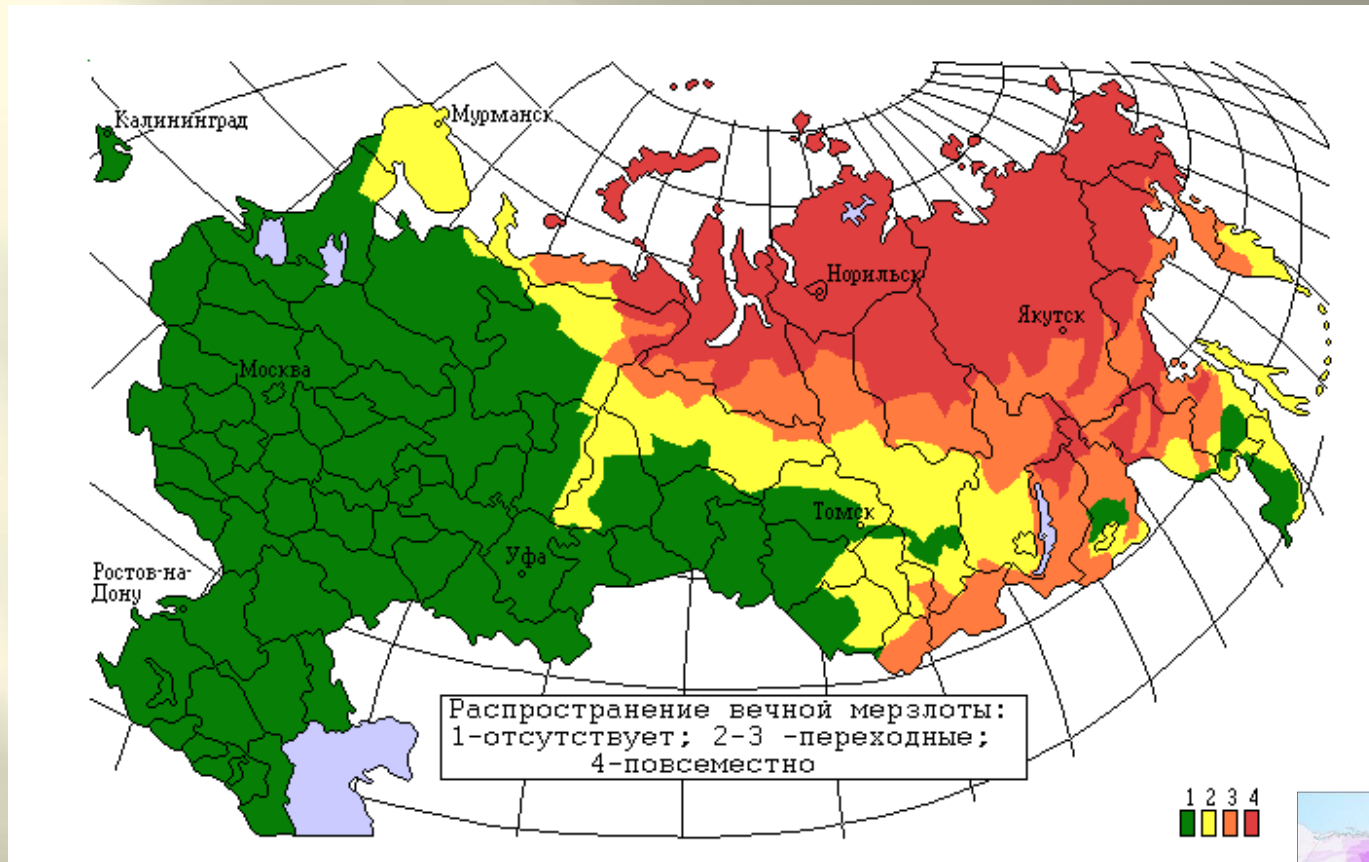 Калининград
Мурманск
Норильск
Якутск
Москва
Томск
Уфа
Ростов-на-
Дону
Распространение вечной мерзлоты:
1-отсутствует; 2-3 -переходные;
4-повсеместно
1 2 3 4